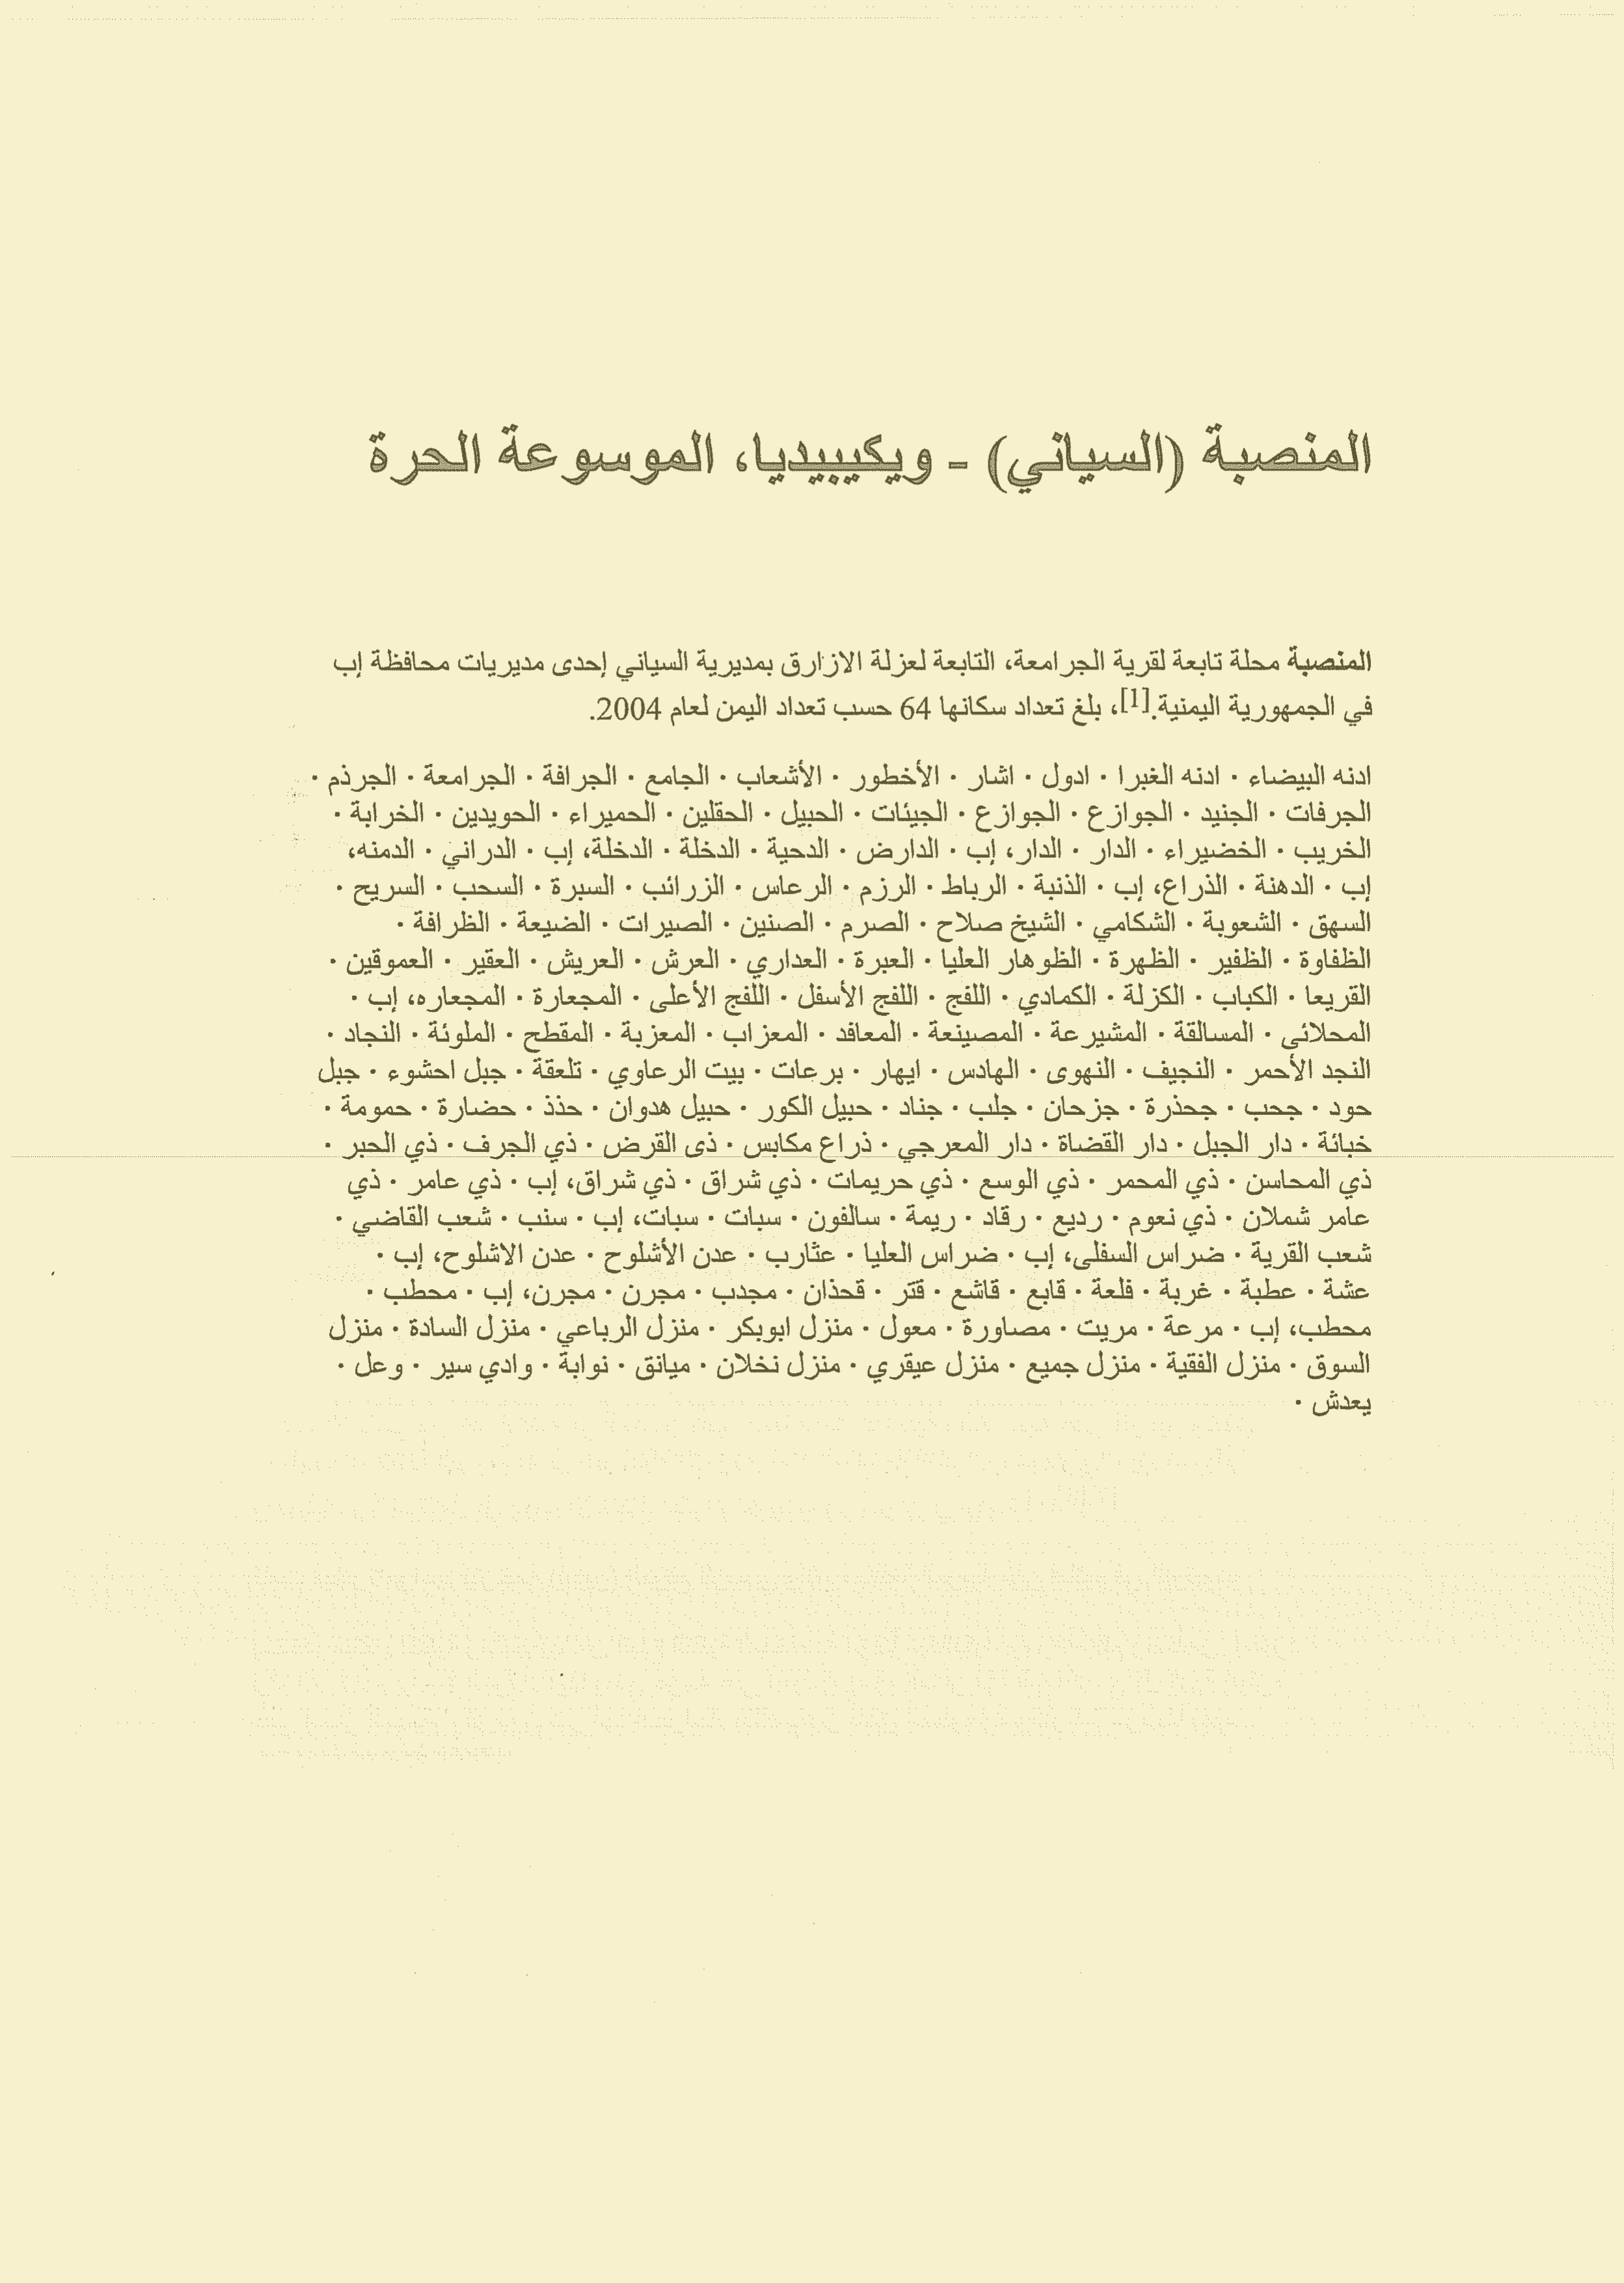 المنصبة (السياني) - ويكيبيديا، الموسوعة الحرة
المنصبة محلة تابعة لقرية الجرامعة، التابعة لعزلة الازارق بمديرية السياني إحدى مديريات محافظة إب
في الجمهورية اليمنية.[1]، بلغ تعداد سكانها 64 حسب تعداد اليمن لعام 2004.
ادنه البيضاء · ادنه الغبرا · ادول · اشار · الأخطور · الأشعاب · الجامع · الجرافة · الجرامعة · الجرذم ·
الجرفات · الجنيد · الجوازع · الجوازع · الجيئات · الحبيل · الحقلين · الحميراء · الحويدين · الخرابة ·
الخريب · الخضيراء · الدار · الدار، إب · الدارض · الدحية · الدخلة · الدخلة، إب · الدراني · الدمنه،
إب · الدهنة · الذراع، إب · الذنبة · الرباط · الرزم · الرعاس · الزرائب · السبرة · السحب · السريح ·
السهق · الشعوبة · الشكامي · الشيخ صلاح · الصرم · الصنين · الصيرات · الضيعة · الظرافة ·
الظفاوة · الظفير · الظهرة · الظوهار العليا · العبرة · العداري · العرش · العريش · العقير · العموقين ·
القريعا · الكباب · الكزلة · الكمادي · اللفج · اللفج الأسفل · اللفج الأعلى · المجعارة · المجعاره، إب ·
المحلائى · المسالقة · المشيرعة · المصينعة · المعافد · المعزاب · المعزبة · المقطح · الملوئة · النجاد ·
النجد الأحمر · النجيف · النهوى · الهادس · ايهار · برعات · بيت الرعاوي · تلعقة · جبل احشوء · جبل
حود · جحب · جحذرة · جزحان · جلب · جناد · حبيل الكور · حبيل هدوان · حذذ · حضارة · حمومة ·
خبائة · دار الجبل · دار القضاة · دار المعرجي · ذراع مكابس · ذى القرض · ذي الجرف · ذي الحبر ·
ذي المحاسن · ذي المحمر · ذي الوسع · ذي حريمات · ذي شراق · ذي شراق، إب · ذي عامر · ذي
عامر شملان · ذي نعوم · رديع · رقاد · ريمة · سالفون · سبات · سبات، إب · سنب · شعب القاضي ·
شعب القرية · ضراس السفلى، إب · ضراس العليا · عثارب · عدن الأشلوح · عدن الاشلوح، إب ·
عشة · عطبة · غربة · فلعة · قابع · قاشع · قتر · قحذان · مجدب · مجرن · مجرن، إب · محطب ·
محطب، إب · مرعة · مريت · مصاورة · معول · منزل ابوبكر · منزل الرباعي · منزل السادة · منزل
السوق · منزل الفقية · منزل جميع · منزل عيقري · منزل نخلان · ميانق · نوابة · وادي سير · وعل ·
يعدش ·